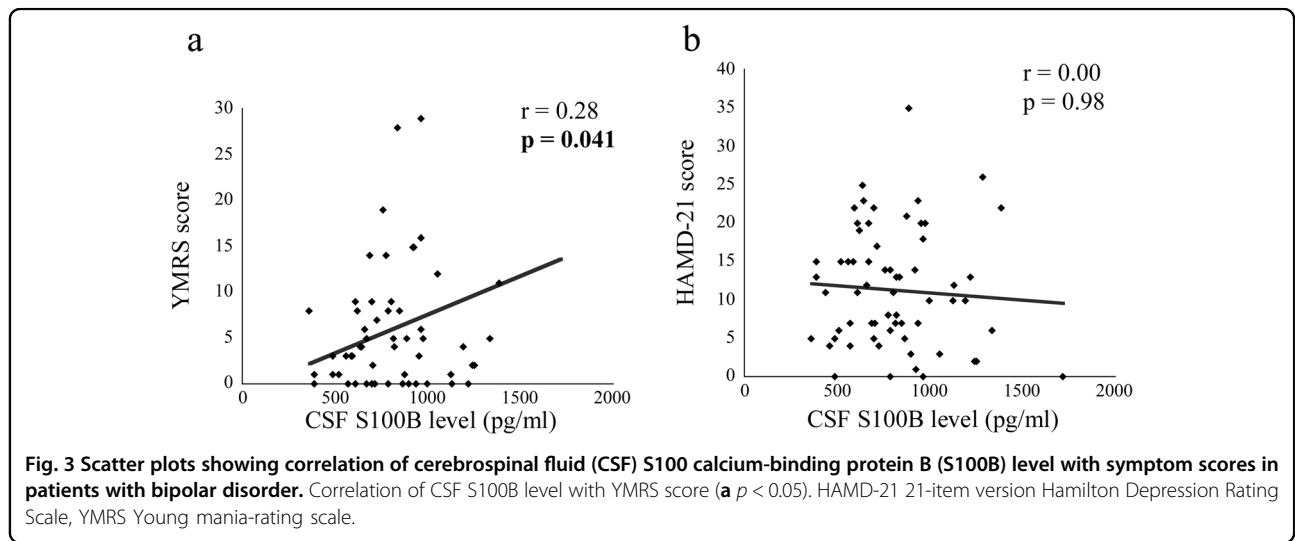 a
r = 0.28
p = 0.041
30
25
20
15
10
5
0
YMRS score
0
500
1000
1500
2000
CSF S100B level (pg/ml)
b
r = 0.00
p = 0.98
40
35
30
25
20
15
10
5
0
HAMD-21 score
0
500
1000
1500
2000
CSF S100B level (pg/ml)
Fig. 3 Scatter plots showing correlation of cerebrospinal fluid (CSF) S100 calcium-binding protein B (S100B) level with symptom scores in
patients with bipolar disorder. Correlation of CSF S100B level with YMRS score (a p < 0.05). HAMD-21 21-item version Hamilton Depression Rating
Scale, YMRS Young mania-rating scale.